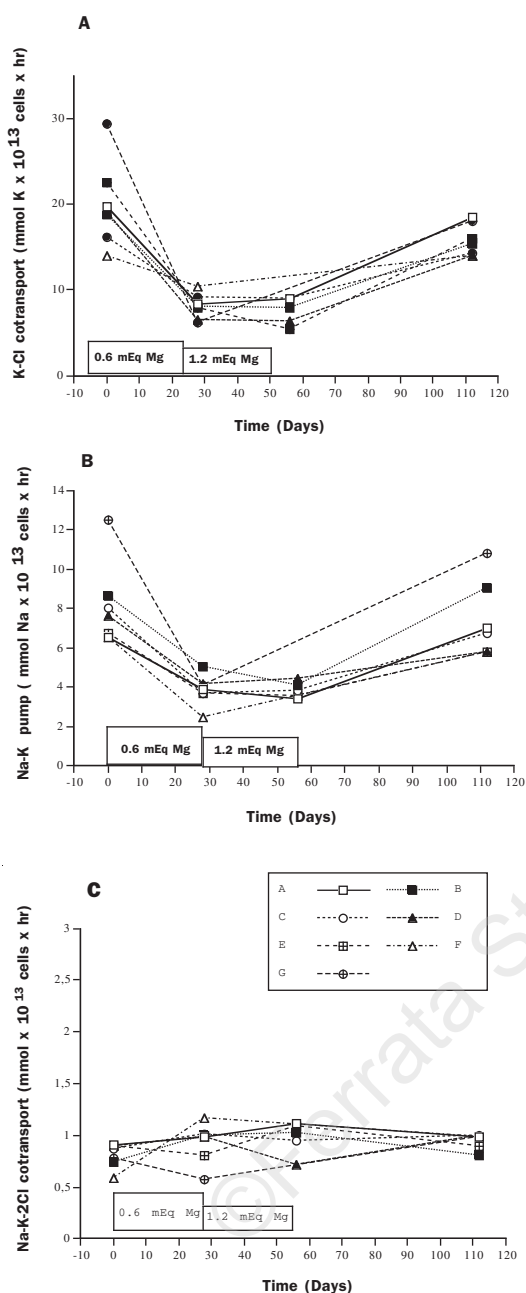 A
K-Cl cotransport (mmol K x 10^13 cells x hr)
30
20
10
0
0.6 mEq Mg
1.2 mEq Mg
-10 0 10 20 30 40 50 60 70 80 90 100 110 120
Time (Days)
B
Na-K pump ( mmol Na x 10^13 cells x hr)
14
12
10
8
6
4
2
0
0.6 mEq Mg
1.2 mEq Mg
-10 0 10 20 30 40 50 60 70 80 90 100 110 120
Time (Days)
C
Na-K-2Cl cotransport (mmol x 10^13 cells x hr)
A B
C D
E F
G
3
2,5
2
1,5
1
0,5
0
0.6 mEq Mg
1.2 mEq Mg
-10 0 10 20 30 40 50 60 70 80 90 100 110 120
Time (Days)
©Ferrata St